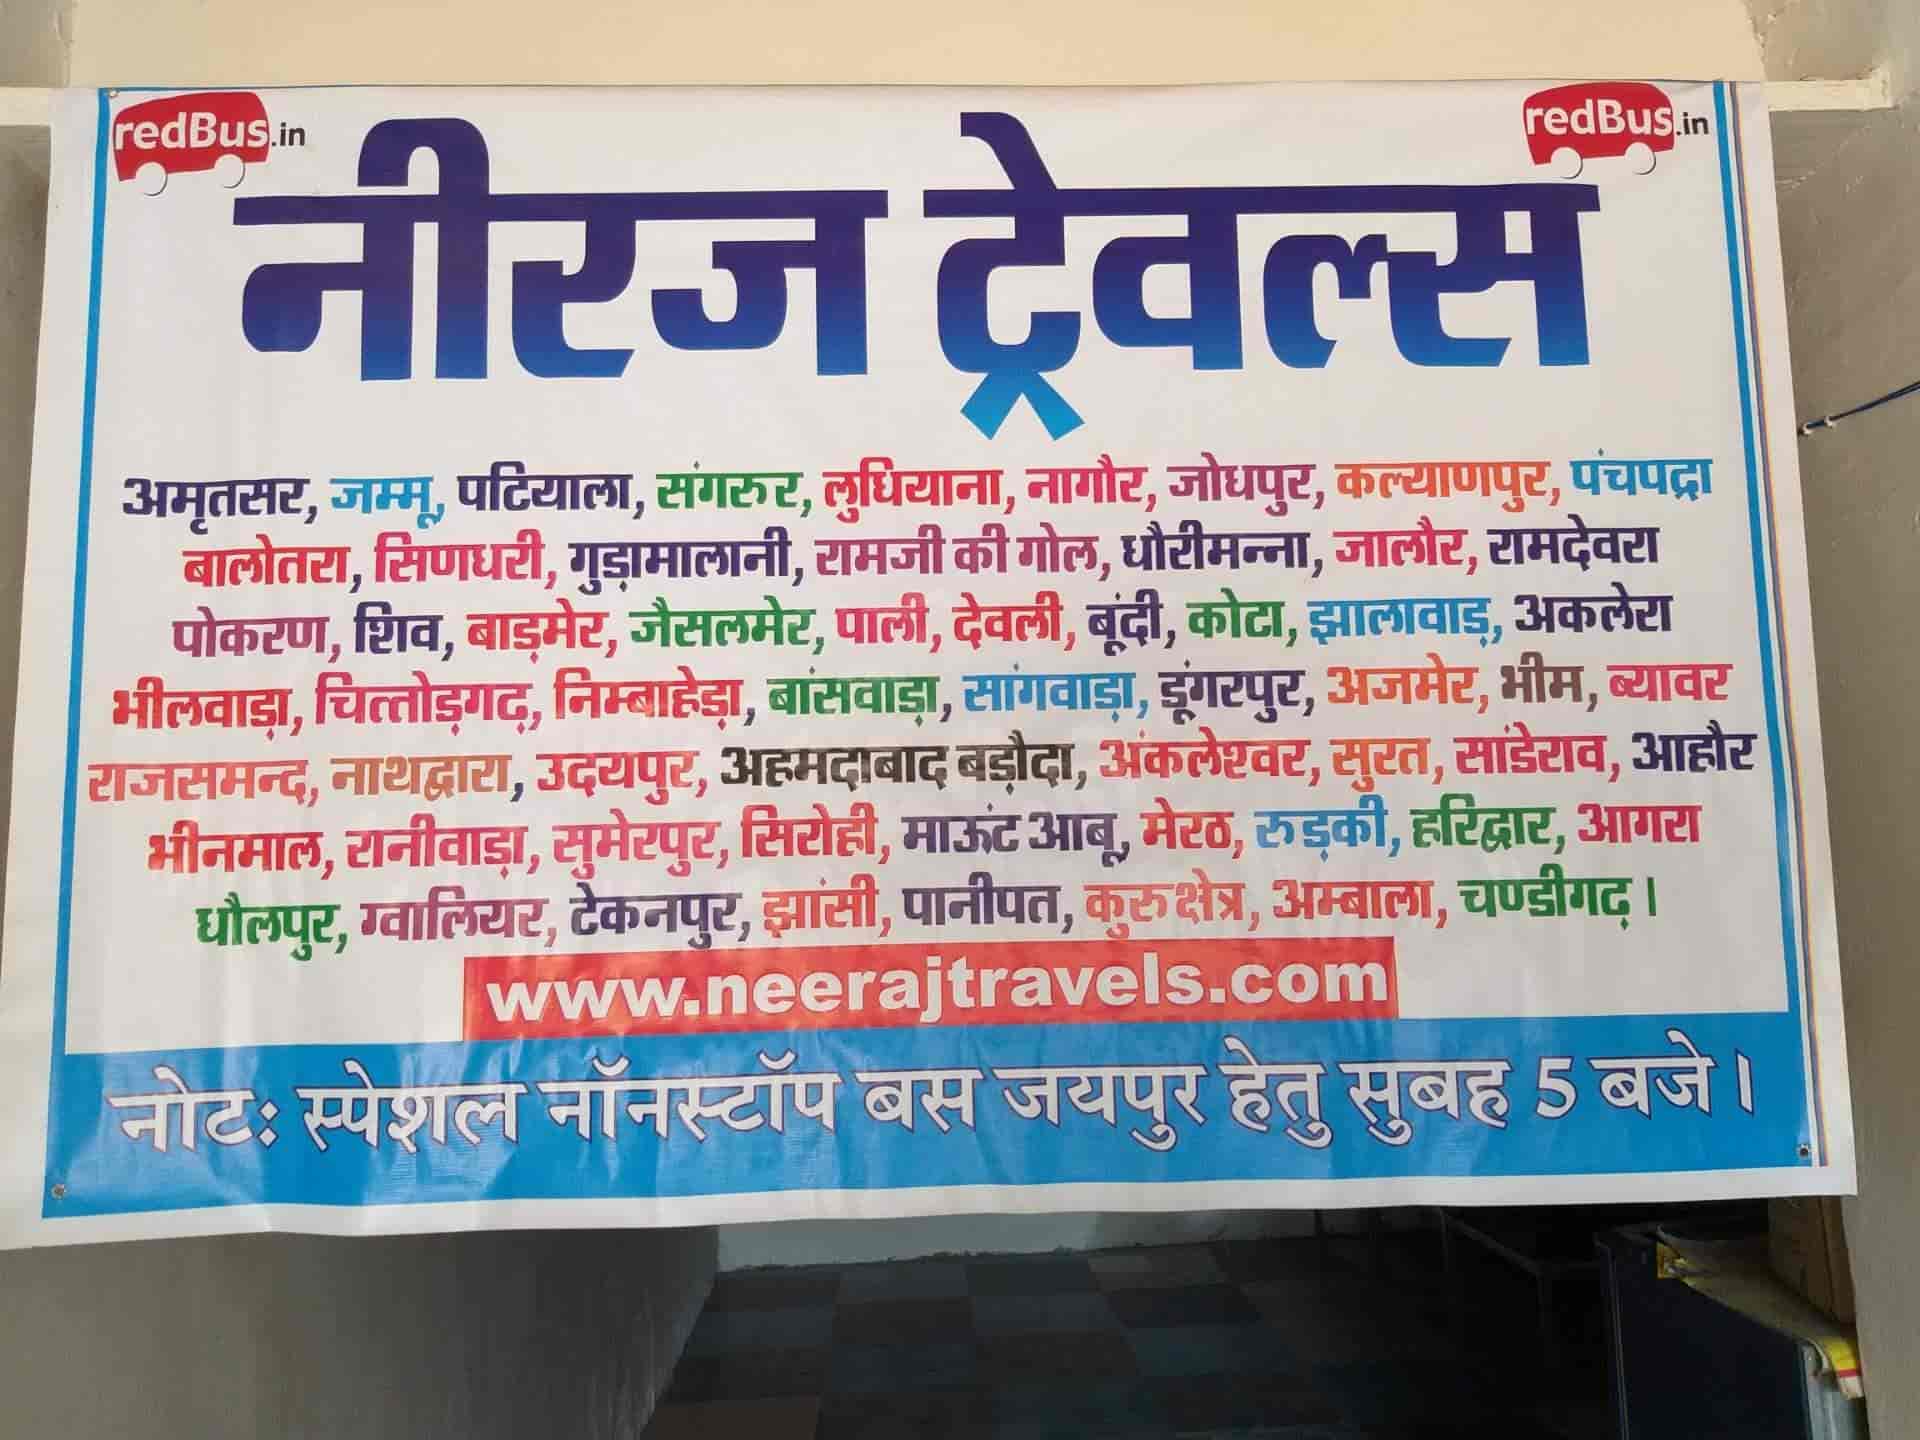 redBus.in redBus.in
नीरज ट्रेवल्स
अमृतसर, जम्मू, पटियाला, संगरुर, लुधियाना, नागौर, जोधपुर, कल्याणपुर, पंचपद्रा
बालोतरा, सिणधरी, गुड़ामालानी, रामजी की गोल, धौरीमन्ना, जालौर, रामदेवरा
पोकरण, शिव, बाड़मेर, जैसलमेर, पाली, देवली, बूंदी, कोटा, झालावाड़, अकलेरा
भीलवाड़ा, चित्तोड़गढ़, निम्बाहेड़ा, बांसवाड़ा, सांगवाड़ा, डूंगरपुर, अजमेर, भीम, ब्यावर
राजसमन्द, नाथद्वारा, उदयपुर, अहमदाबाद बड़ौदा, अंकलेश्वर, सुरत, सांडेराव, आहौर
भीनमाल, रानीवाड़ा, सुमेरपुर, सिरोही, माऊंट आबू, मेरठ, रुड़की, हरिद्वार, आगरा
धौलपुर, ग्वालियर, टेकनपुर, झांसी, पानीपत, कुरुक्षेत्र, अम्बाला, चण्डीगढ़।
www.neerajtravels.com
नोटः स्पेशल नॉनस्टॉप बस जयपुर हेतु सुबह 5 बजे।